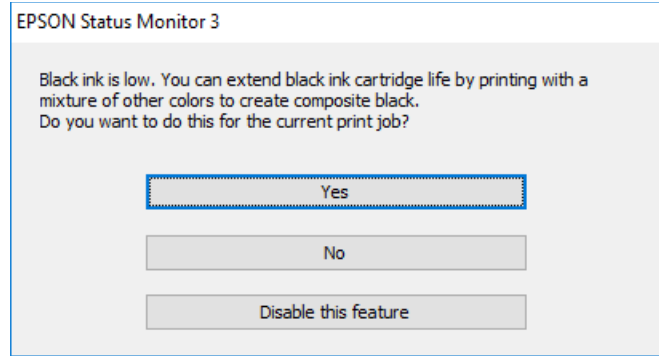 EPSON Status Monitor 3
Black ink is low. You can extend black ink cartridge life by printing with a
mixture of other colors to create composite black.
Do you want to do this for the current print job?
Yes
No
Disable this feature